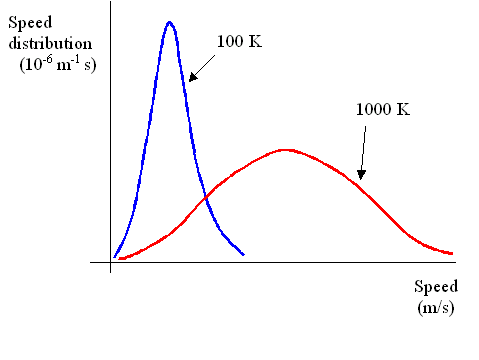 Speed
distribution
(10⁻⁶ m⁻¹ s)
100 K
1000 K
Speed
(m/s)